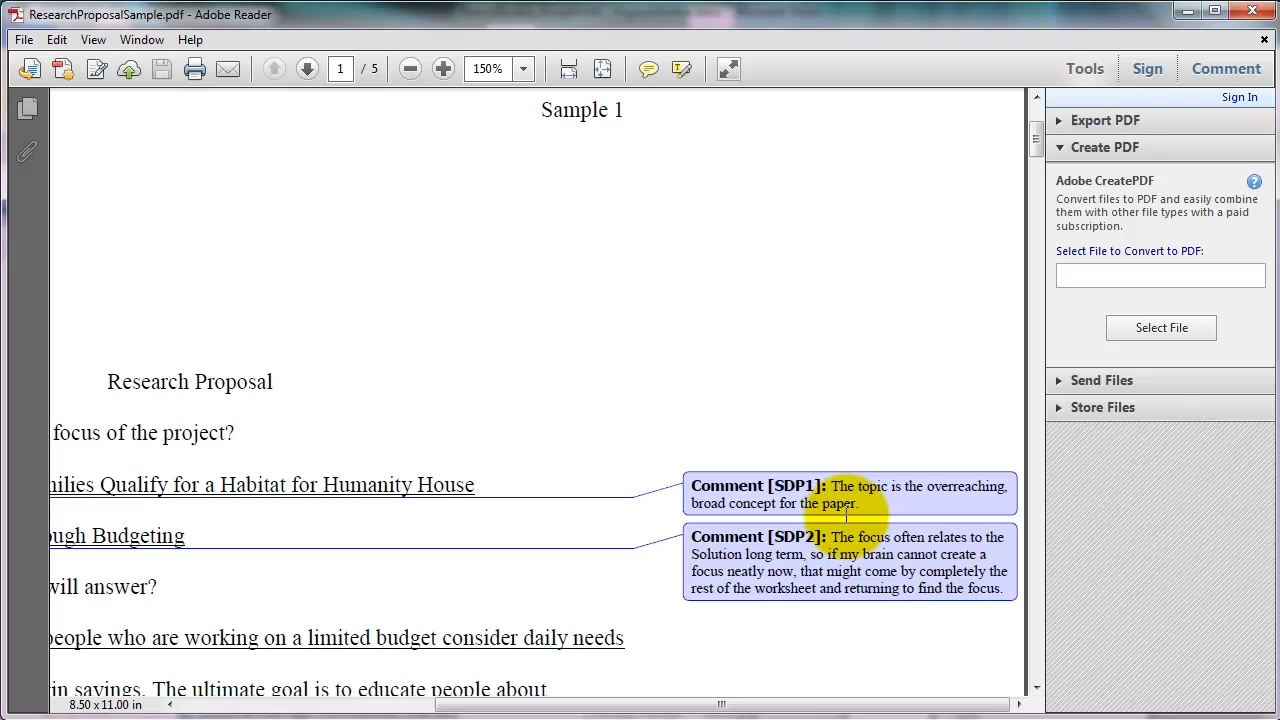 ResearchProposalSample.pdf - Adobe Reader
File Edit View Window Help
1 / 5 150% Tools Sign Comment
Sign In
Sample 1
Export PDF
Create PDF
Adobe CreatePDF
Convert files to PDF and easily combine
them with other file types with a paid
subscription.
Select File to Convert to PDF:
Select File
Send Files
Store Files
Research Proposal
focus of the project?
nilies Qualify for a Habitat for Humanity House
Comment [SDP1]: The topic is the overreaching,
broad concept for the paper.
ough Budgeting
Comment [SDP2]: The focus often relates to the
Solution long term, so if my brain cannot create a
focus neatly now, that might come by completely the
rest of the worksheet and returning to find the focus.
will answer?
people who are working on a limited budget consider daily needs
in savings. The ultimate goal is to educate people about
8.50 x 11.00 in